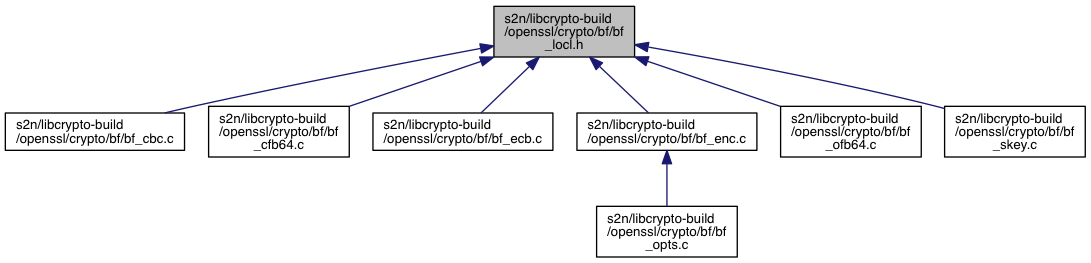 s2n/libcrypto-build
/openssl/crypto/bf/bf
_locl.h
s2n/libcrypto-build
/openssl/crypto/bf/bf_cbc.c
s2n/libcrypto-build
/openssl/crypto/bf/bf
_cfb64.c
s2n/libcrypto-build
/openssl/crypto/bf/bf_ecb.c
s2n/libcrypto-build
/openssl/crypto/bf/bf_enc.c
s2n/libcrypto-build
/openssl/crypto/bf/bf
_ofb64.c
s2n/libcrypto-build
/openssl/crypto/bf/bf
_skey.c
s2n/libcrypto-build
/openssl/crypto/bf/bf
_opts.c